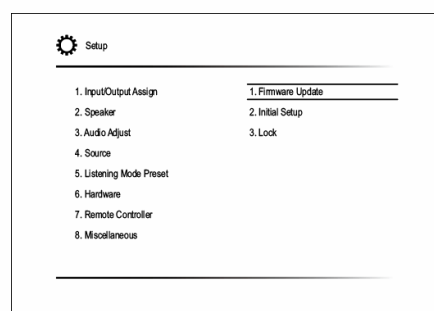 Setup
1. Input/Output Assign
2. Speaker
3. Audio Adjust
4. Source
5. Listening Mode Preset
6. Hardware
7. Remote Controller
8. Miscellaneous
1. Firmware Update
2. Initial Setup
3. Lock